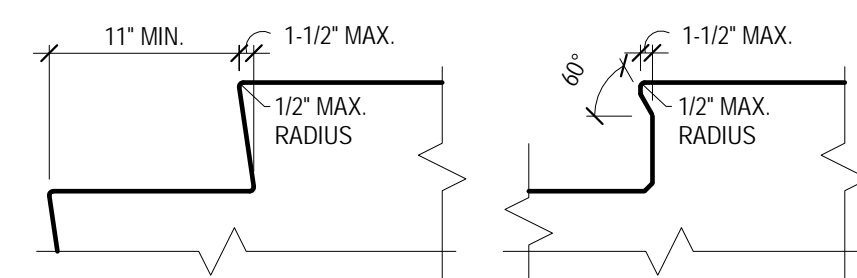 11" MIN.
1-1/2" MAX.
1/2" MAX.
RADIUS
60°
1-1/2" MAX.
1/2" MAX.
RADIUS